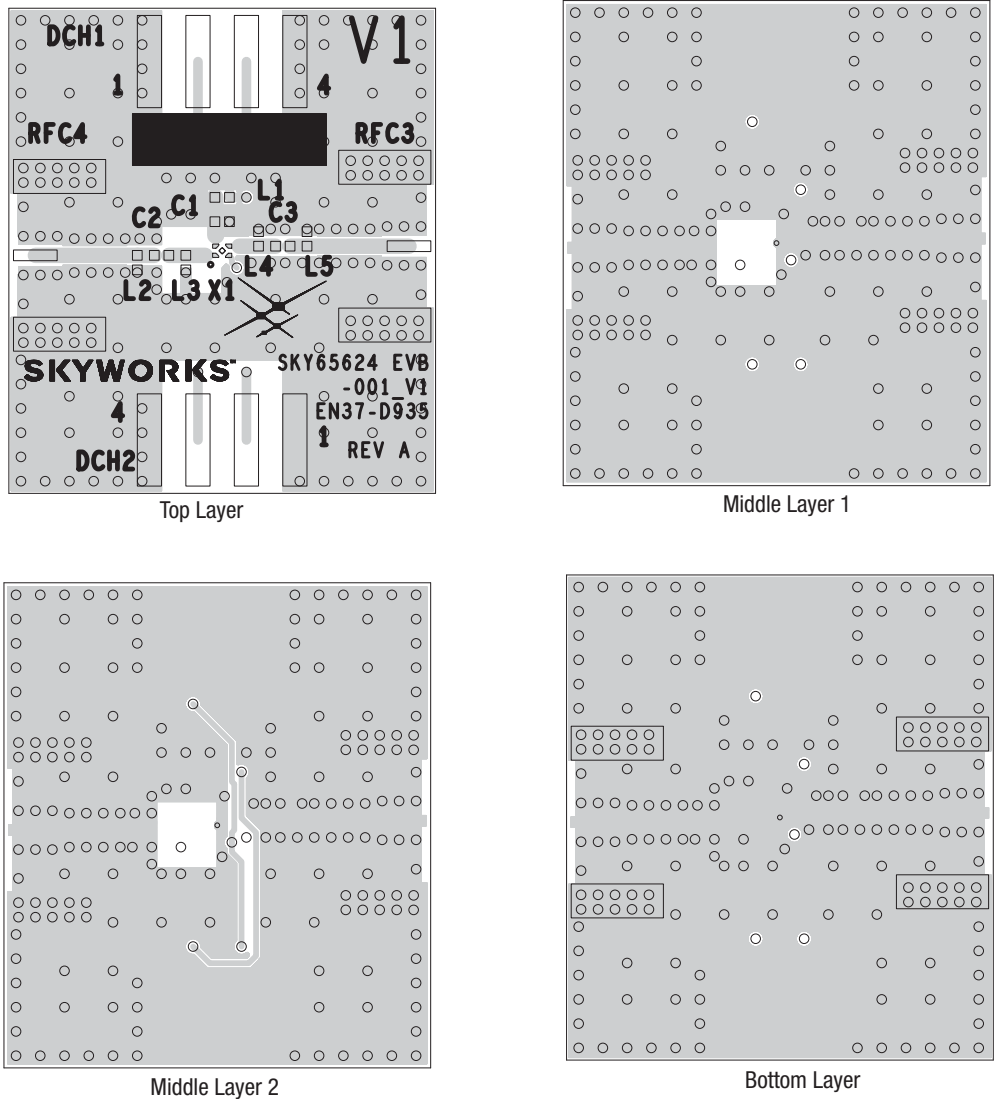 DCH1
V1
1
4
RFC4
RFC3
L1
C1
C2
C3
L4
L5
L2
L3
X1
SKYWORKS™
SKY65624 EVB
-001_V1
EN37-D935
4
1
REV A
DCH2
Top Layer
Middle Layer 1
Middle Layer 2
Bottom Layer